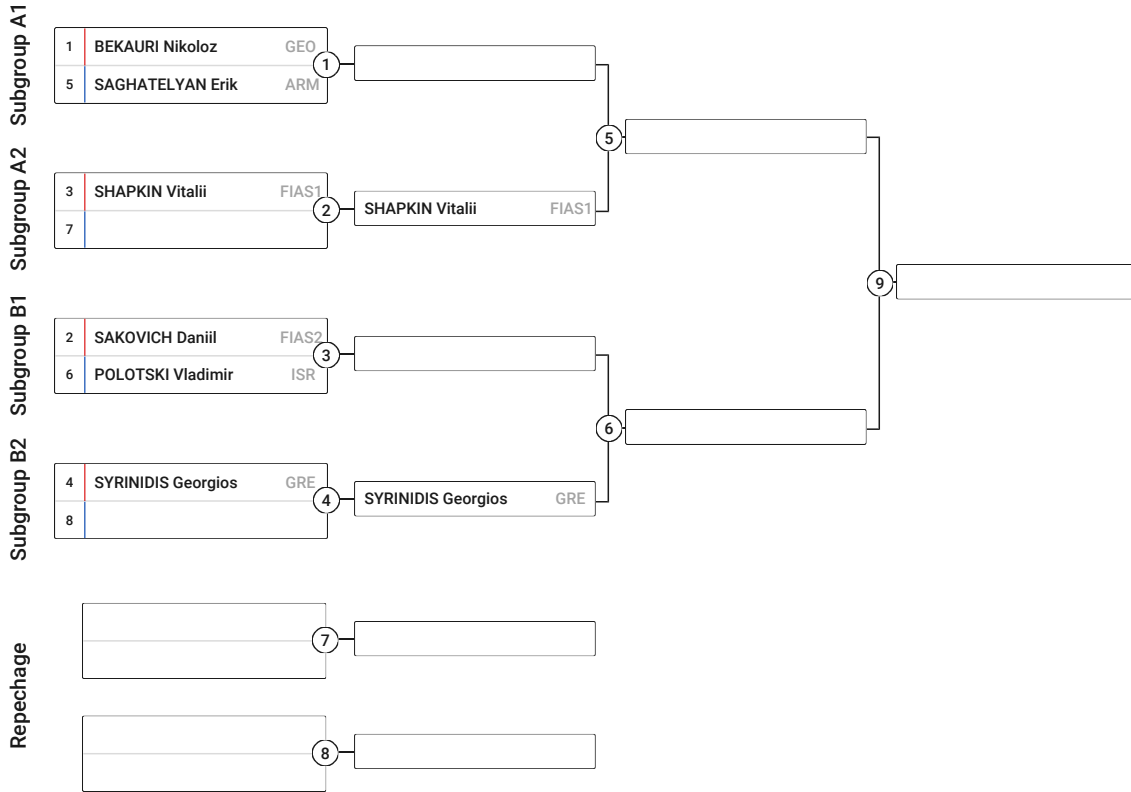 Subgroup A1
1 BEKAURI Nikoloz GEO
5 SAGHATELYAN Erik ARM
1
5
Subgroup A2
3 SHAPKIN Vitalii FIAS1
7
2
SHAPKIN Vitalii FIAS1
9
Subgroup B1
2 SAKOVICH Daniil FIAS2
6 POLOTSKI Vladimir ISR
3
6
Subgroup B2
4 SYRINIDIS Georgios GRE
8
4
SYRINIDIS Georgios GRE
Repechage
7
8